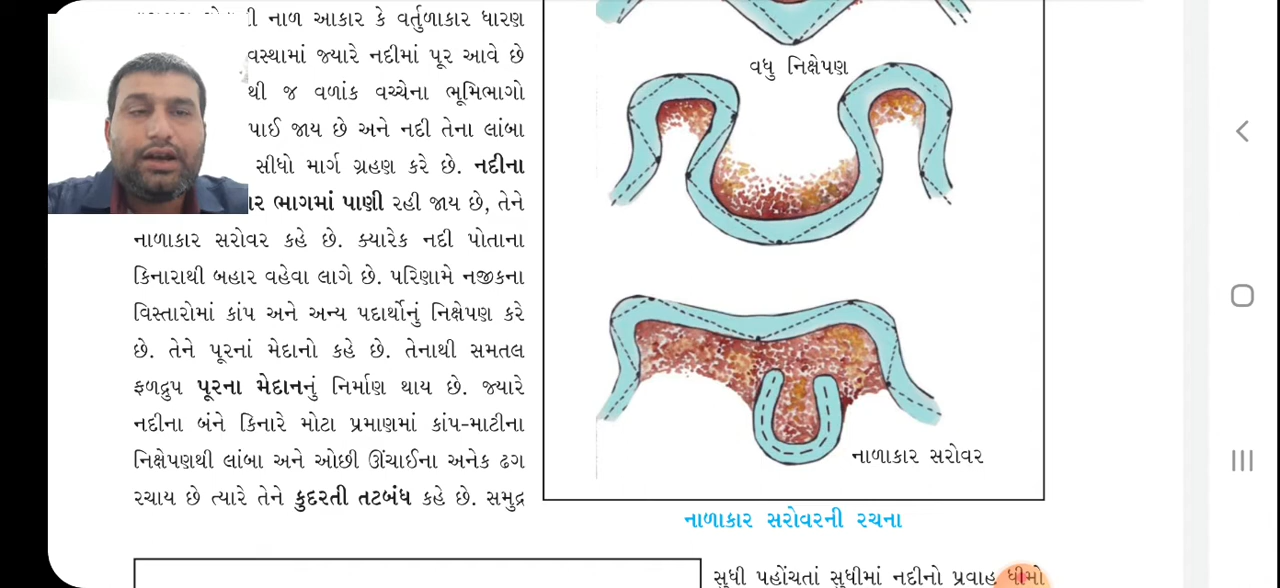 નાળ આકાર કે વર્તુળાકાર ધારણ
જ્યારે નદીમાં પૂર આવે છે
થી જ વળાંક વચ્ચેના ભૂમિભાગો
જાય છે અને નદી તેના લાંબા
સીધો માર્ગ ગ્રહણ કરે છે. નદીના
ભાગમાં પાણી રહી જાય છે, તેને
નાળાકાર સરોવર કહે છે. ક્યારેક નદી પોતાના
કિનારાથી બહાર વહેવા લાગે છે. પરિણામે નજીકના
વિસ્તારોમાં કાંપ અને અન્ય પદાર્થોનું નિક્ષેપણ કરે
છે. તેને પૂરનાં મેદાનો કહે છે. તેનાથી સમતલ
ફળદ્રુપ પૂરના મેદાનનું નિર્માણ થાય છે. જ્યારે
નદીના બંને કિનારે મોટા પ્રમાણમાં કાંપ-માટીના
નિક્ષેપણથી લાંબા અને ઓછી ઊંચાઈના અનેક ઢગ
રચાય છે ત્યારે તેને કુદરતી તટબંધ કહે છે. સમુદ્ર
વધુ નિક્ષેપણ
નાળાકાર સરોવર
નાળાકાર સરોવરની રચના
સુધી પહોંચતાં સુધીમાં નદીનો પ્રવાહ ધીમો